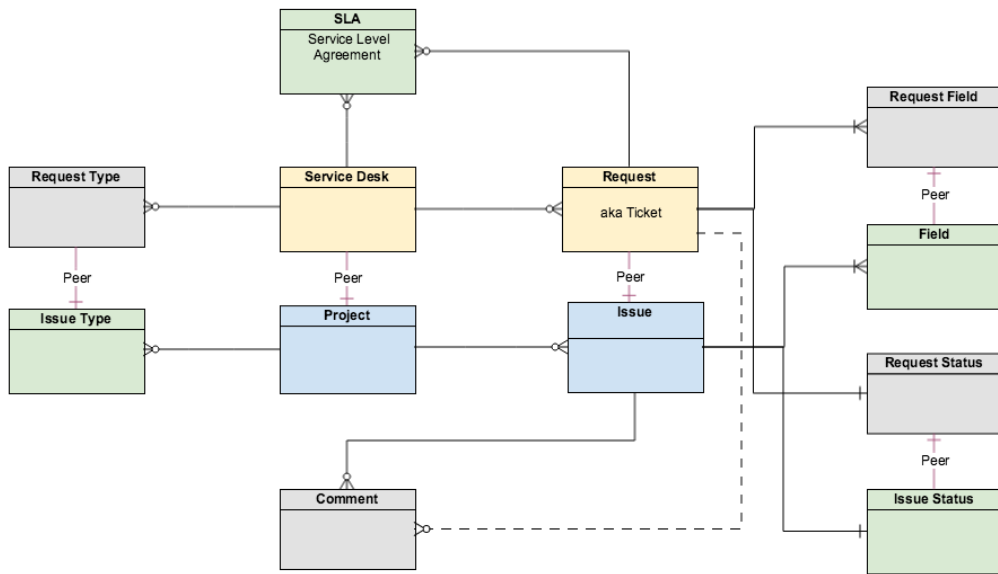 SLA
Service Level
Agreement
Request Field
Request Type
Service Desk
Request
aka Ticket
Peer
Field
Peer
Peer
Peer
Issue Type
Project
Issue
Request Status
Peer
Comment
Issue Status